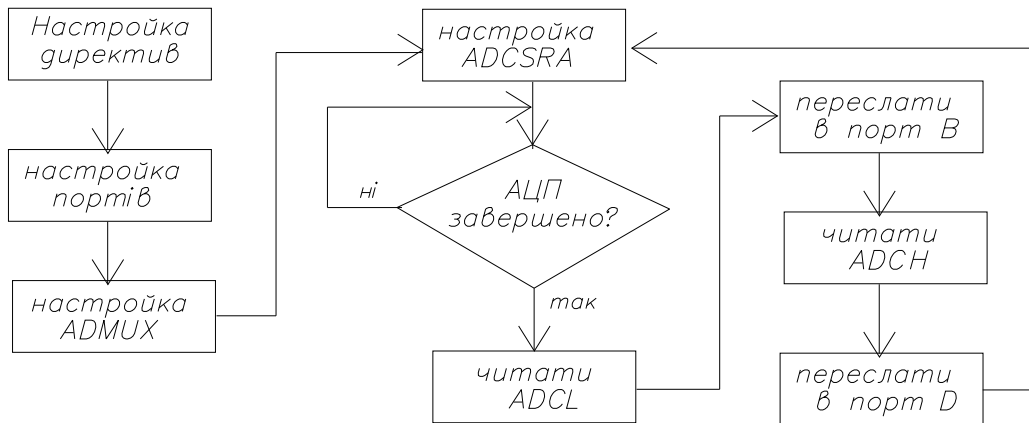 Настройка
директив
настройка
портів
настройка
ADMUX
настройка
ADCSRA
АЦП
завершено?
ні
так
читати
ADCL
переслати
в порт B
читати
ADCH
переслати
в порт D